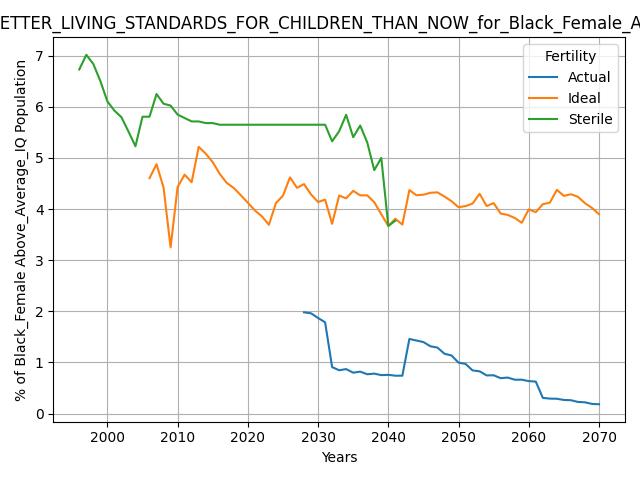 ETTER_LIVING_STANDARDS_FOR_CHILDREN_THAN_NOW_for_Black_Female_A
% of Black_Female Above_Average_IQ Population
7
6
5
4
3
2
1
0
Fertility
Actual
Ideal
Sterile
2000 2010 2020 2030 2040 2050 2060 2070
Years